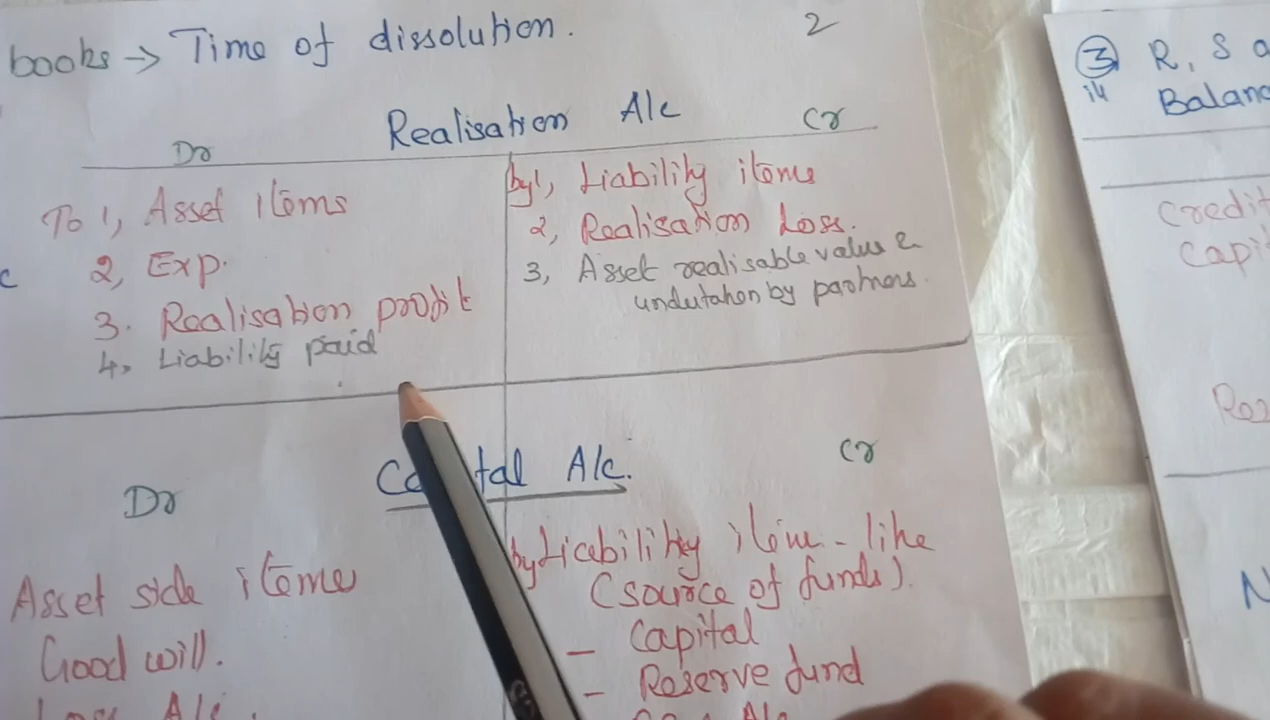 books -> Time of dissolution.
2
Realisation A/c
Dr
Cr
To 1, Asset items
2, Exp.
3. Realisation profit
4, Liability paid
by 1, Liability items
2, Realisation Loss.
3, Asset realisable value &
undutahon by partners.
Capital A/c.
Dr
Cr
Asset side items
Good will.
Loss A/c.
by Liability item - like
(source of funds).
- Capital
- Reserve fund
A/c
3
R, S
Balanc
Credit
Capi